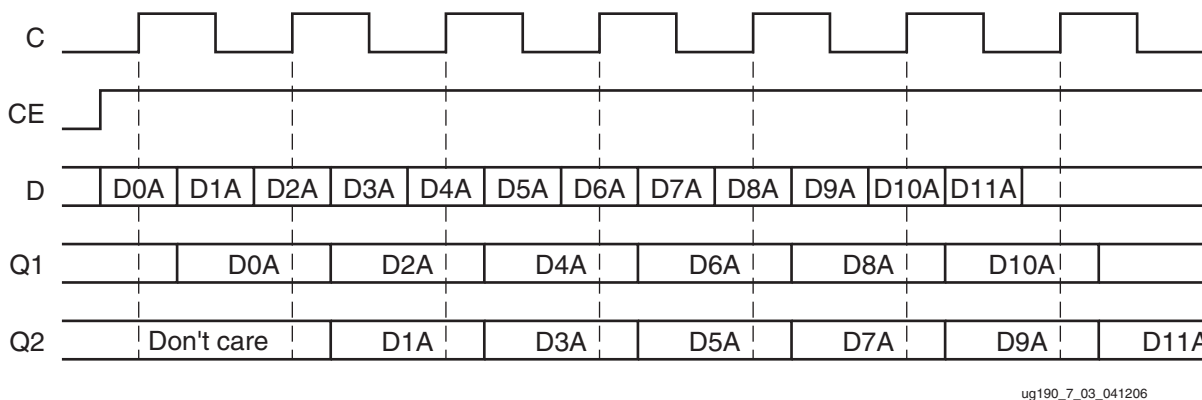 C
CE
D D0A D1A D2A D3A D4A D5A D6A D7A D8A D9A D10A D11A
Q1 D0A D2A D4A D6A D8A D10A
Q2 Don't care D1A D3A D5A D7A D9A D11A
ug190_7_03_041206